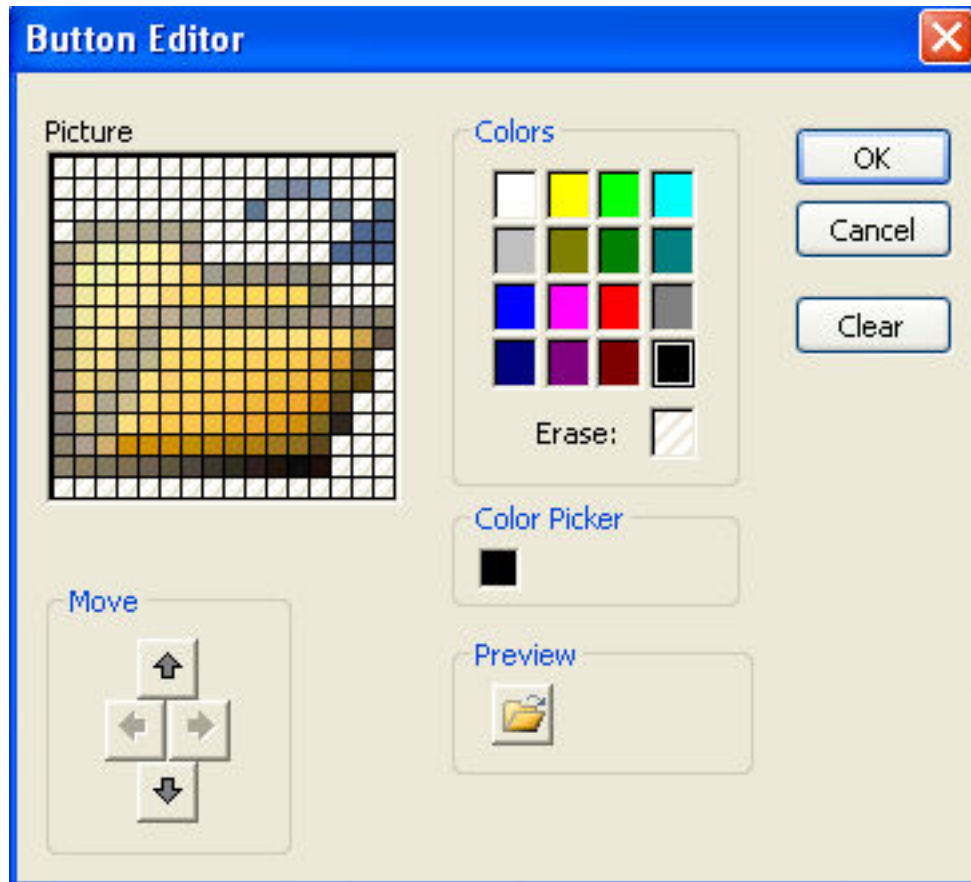 Button Editor
Picture
Colors
OK
Cancel
Clear
Erase:
Color Picker
Move
Preview